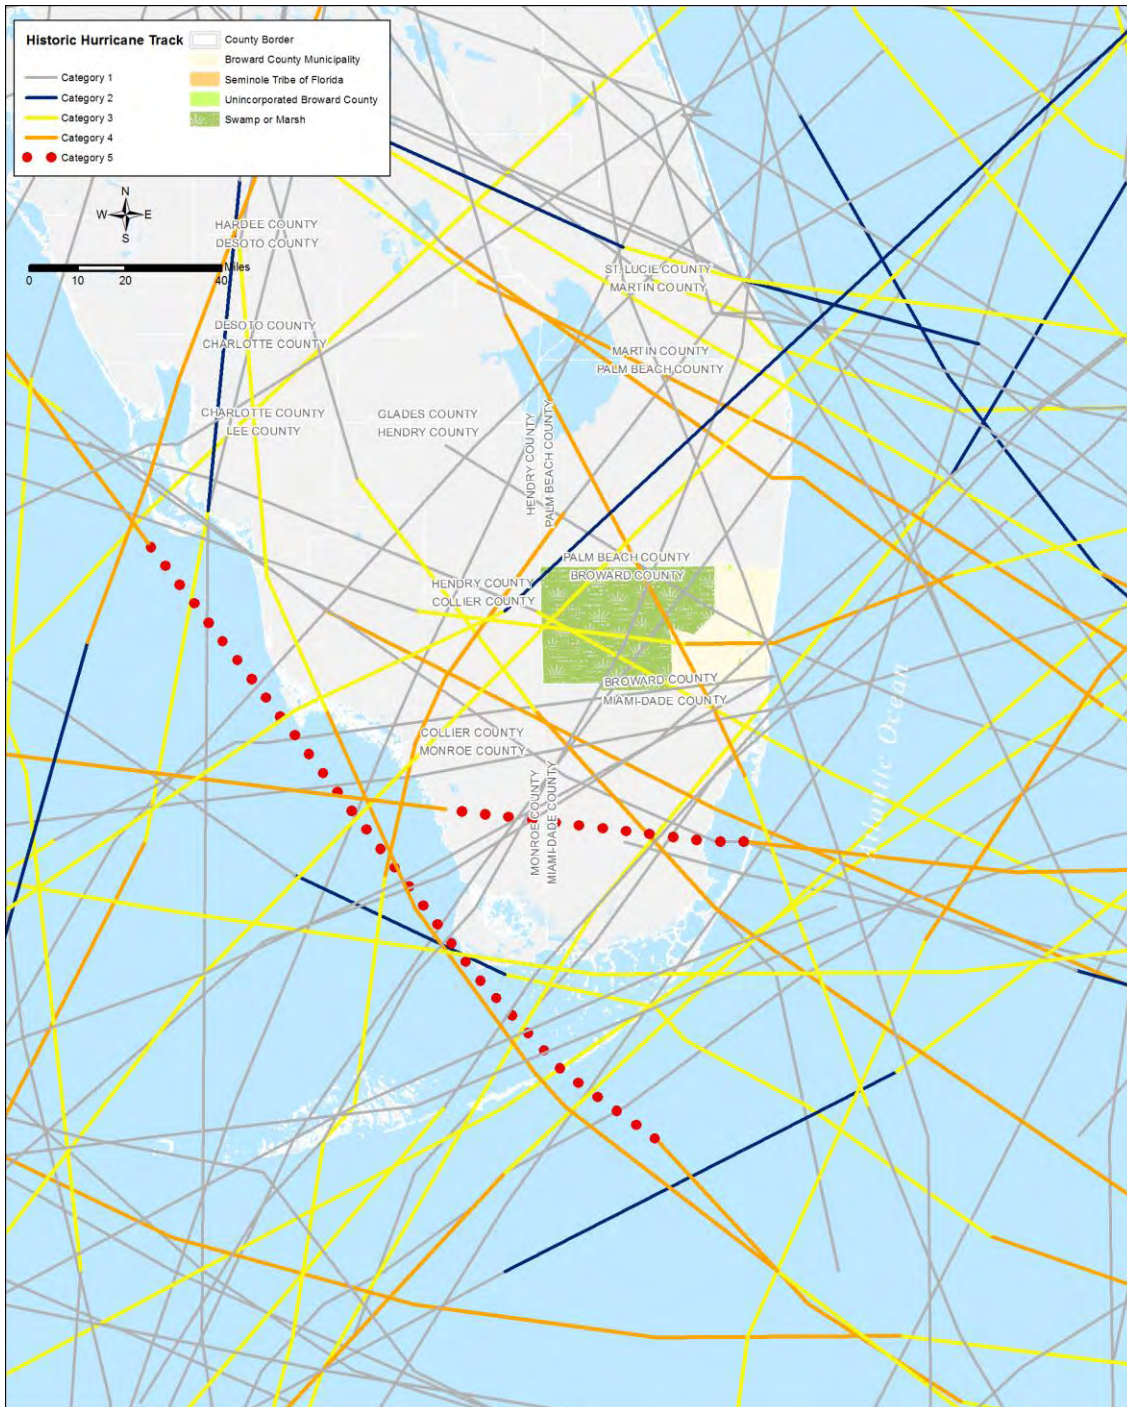 Historic Hurricane Track
Category 1
Category 2
Category 3
Category 4
Category 5
County Border
Broward County Municipality
Seminole Tribe of Florida
Unincorporated Broward County
Swamp or Marsh
N
W E
S
Miles
0 10 20 40
HARDEE COUNTY
DESOTO COUNTY
ST. LUCIE COUNTY
MARTIN COUNTY
DESOTO COUNTY
CHARLOTTE COUNTY
MARTIN COUNTY
PALM BEACH COUNTY
CHARLOTTE COUNTY
LEE COUNTY
GLADES COUNTY
HENDRY COUNTY
HENDRY COUNTY
PALM BEACH COUNTY
PALM BEACH COUNTY
BROWARD COUNTY
HENDRY COUNTY
COLLIER COUNTY
BROWARD COUNTY
MIAMI-DADE COUNTY
COLLIER COUNTY
MONROE COUNTY
MONROE COUNTY
MIAMI-DADE COUNTY
Atlantic Ocean